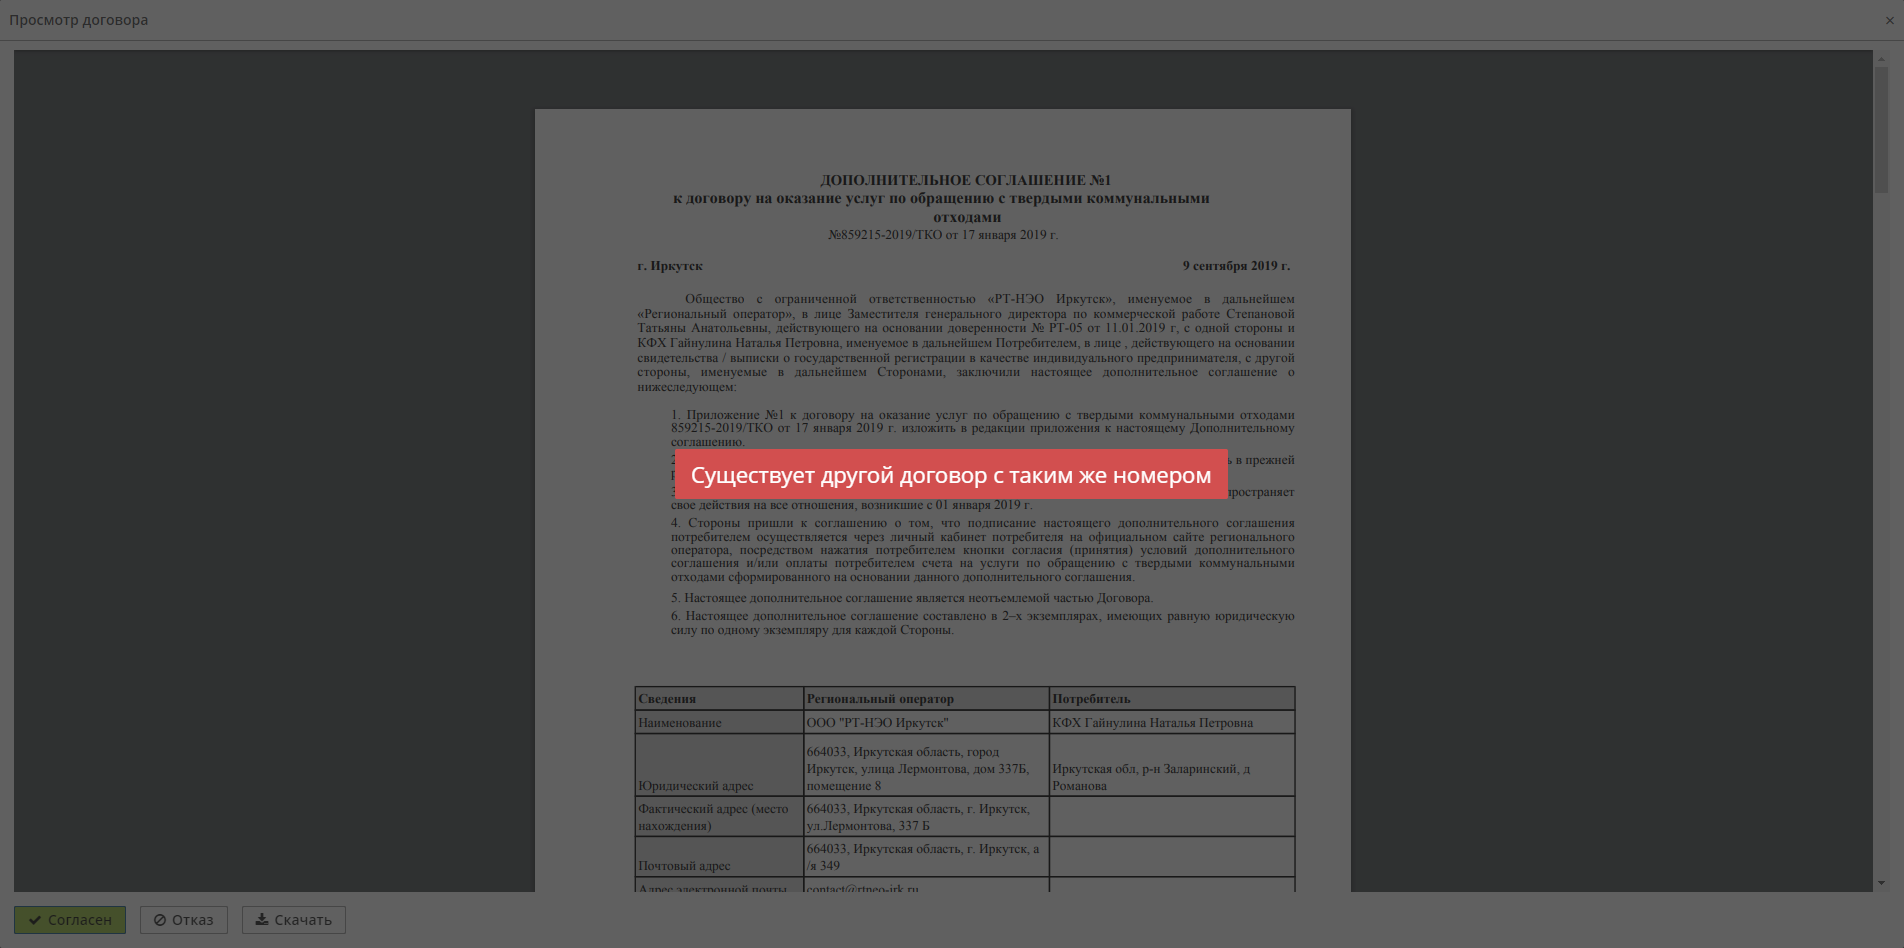 Просмотр договора
×
ДОПОЛНИТЕЛЬНОЕ СОГЛАШЕНИЕ №1
к договору на оказание услуг по обращению с твердыми коммунальными
отходами
№859215-2019/ТКО от 17 января 2019 г.
г. Иркутск 9 сентября 2019 г.
Общество с ограниченной ответственностью «РТ-НЭО Иркутск», именуемое в дальнейшем
«Региональный оператор», в лице Заместителя генерального директора по коммерческой работе Степановой
Татьяны Анатольевны, действующего на основании доверенности № РТ-05 от 11.01.2019 г, с одной стороны и
КФХ Гайнулина Наталья Петровна, именуемое в дальнейшем Потребителем, в лице , действующего на основании
свидетельства / выписки о государственной регистрации в качестве индивидуального предпринимателя, с другой
стороны, именуемые в дальнейшем Сторонами, заключили настоящее дополнительное соглашение о
нижеследующем:
1. Приложение №1 к договору на оказание услуг по обращению с твердыми коммунальными отходами
859215-2019/ТКО от 17 января 2019 г. изложить в редакции приложения к настоящему Дополнительному
соглашению.
в прежней
Существует другой договор с таким же номером
свое действия на все отношения, возникшие с 01 января 2019 г.
4. Стороны пришли к соглашению о том, что подписание настоящего дополнительного соглашения
потребителем осуществляется через личный кабинет потребителя на официальном сайте регионального
оператора, посредством нажатия потребителем кнопки согласия (принятия) условий дополнительного
соглашения и/или оплаты потребителем счета на услуги по обращению с твердыми коммунальными
отходами сформированного на основании данного дополнительного соглашения.
5. Настоящее дополнительное соглашение является неотъемлемой частью Договора.
6. Настоящее дополнительное соглашение составлено в 2–х экземплярах, имеющих равную юридическую
силу по одному экземпляру для каждой Стороны.
Сведения Региональный оператор Потребитель
Наименование ООО "РТ-НЭО Иркутск" КФХ Гайнулина Наталья Петровна
664033, Иркутская область, город
Иркутск, улица Лермонтова, дом 337Б, Иркутская обл, р-н Заларинский, д
Юридический адрес помещение 8 Романова
Фактический адрес (место 664033, Иркутская область, г. Иркутск,
нахождения) ул.Лермонтова, 337 Б
664033, Иркутская область, г. Иркутск, а
Почтовый адрес /я 349
Адрес электронной почты contact@rtneo-irk.ru
Согласен Отказ Скачать